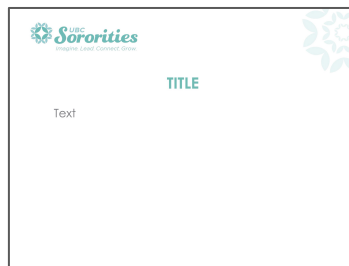 UBC
Sororities
Imagine. Lead. Connect. Grow.
TITLE
Text